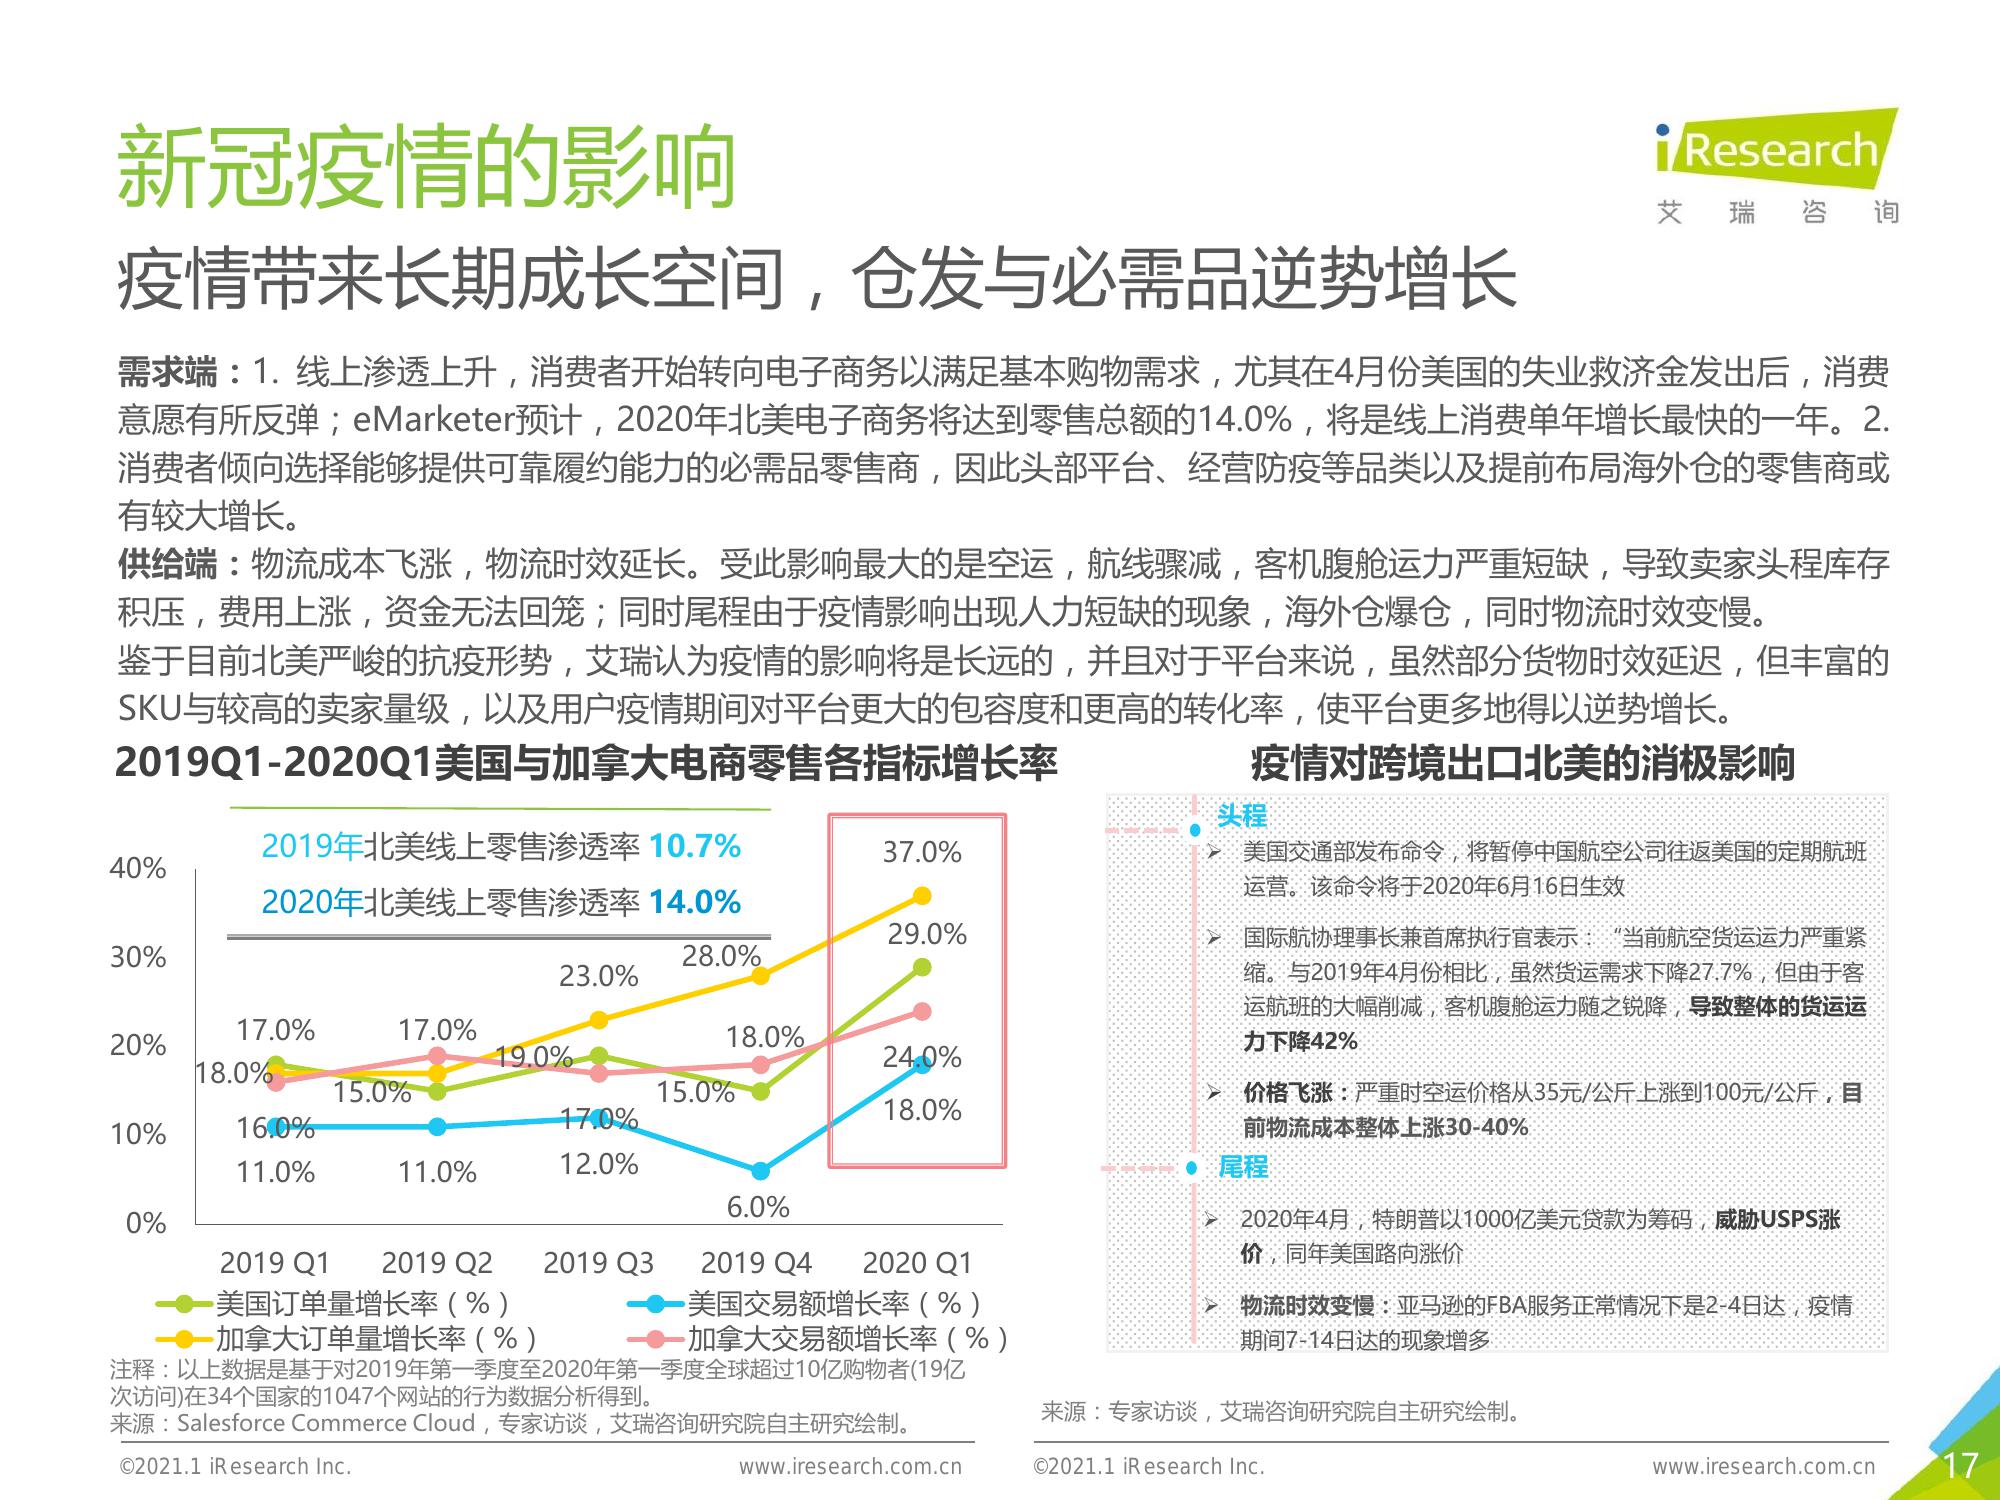 新冠疫情的影响
iResearch
艾瑞咨询
疫情带来长期成长空间，仓发与必需品逆势增长
需求端：1. 线上渗透上升，消费者开始转向电子商务以满足基本购物需求，尤其在4月份美国的失业救济金发出后，消费
意愿有所反弹；eMarketer预计，2020年北美电子商务将达到零售总额的14.0%，将是线上消费单年增长最快的一年。2.
消费者倾向选择能够提供可靠履约能力的必需品零售商，因此头部平台、经营防疫等品类以及提前布局海外仓的零售商或
有较大增长。
供给端：物流成本飞涨，物流时效延长。受此影响最大的是空运，航线骤减，客机腹舱运力严重短缺，导致卖家头程库存
积压，费用上涨，资金无法回笼；同时尾程由于疫情影响出现人力短缺的现象，海外仓爆仓，同时物流时效变慢。
鉴于目前北美严峻的抗疫形势，艾瑞认为疫情的影响将是长远的，并且对于平台来说，虽然部分货物时效延迟，但丰富的
SKU与较高的卖家量级，以及用户疫情期间对平台更大的包容度和更高的转化率，使平台更多地得以逆势增长。
2019Q1-2020Q1美国与加拿大电商零售各指标增长率
2019年北美线上零售渗透率 10.7%
2020年北美线上零售渗透率 14.0%
40%
30%
20%
10%
0%
17.0%
18.0%
16.0%
11.0%
17.0%
15.0%
11.0%
23.0%
19.0%
17.0%
12.0%
28.0%
18.0%
15.0%
6.0%
37.0%
29.0%
24.0%
18.0%
2019 Q1
2019 Q2
2019 Q3
2019 Q4
2020 Q1
美国订单量增长率（%）
美国交易额增长率（%）
加拿大订单量增长率（%）
加拿大交易额增长率（%）
注释：以上数据是基于对2019年第一季度至2020年第一季度全球超过10亿购物者(19亿
次访问)在34个国家的1047个网站的行为数据分析得到。
来源：Salesforce Commerce Cloud，专家访谈，艾瑞咨询研究院自主研究绘制。
疫情对跨境出口北美的消极影响
头程
美国交通部发布命令，将暂停中国航空公司往返美国的定期航班
运营。该命令将于2020年6月16日生效
国际航协理事长兼首席执行官表示：“当前航空货运运力严重紧
缩。与2019年4月份相比，虽然货运需求下降27.7%，但由于客
运航班的大幅削减，客机腹舱运力随之锐降，导致整体的货运运
力下降42%
价格飞涨：严重时空运价格从35元/公斤上涨到100元/公斤，目
前物流成本整体上涨30-40%
尾程
2020年4月，特朗普以1000亿美元贷款为筹码，威胁USPS涨
价，同年美国路向涨价
物流时效变慢：亚马逊的FBA服务正常情况下是2-4日达，疫情
期间7-14日达的现象增多
来源：专家访谈，艾瑞咨询研究院自主研究绘制。
©2021.1 iResearch Inc.
www.iresearch.com.cn
©2021.1 iResearch Inc.
www.iresearch.com.cn
17